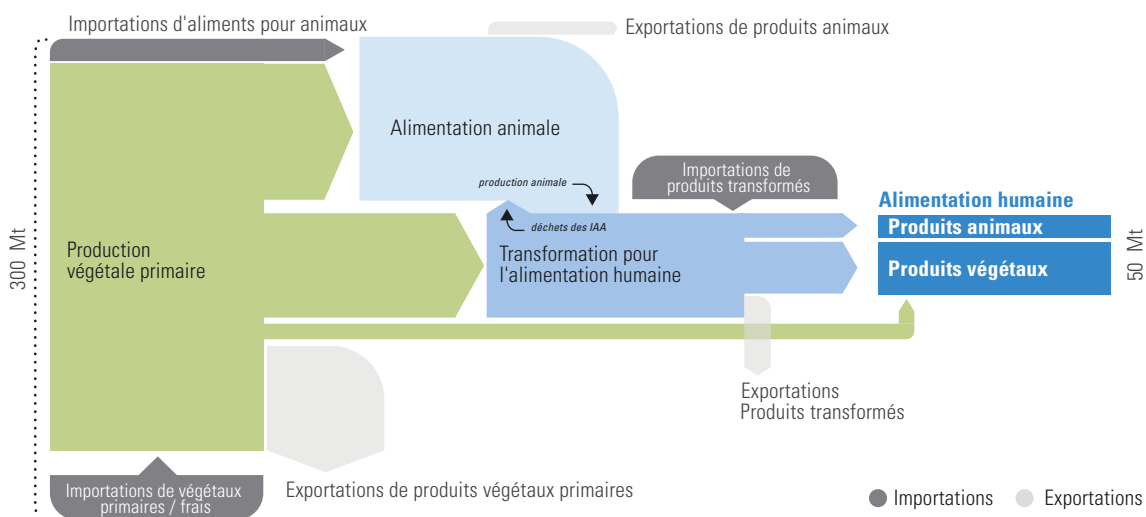 Importations d'aliments pour animaux
Exportations de produits animaux
Alimentation animale
production animale
déchets des IAA
Importations de
produits transformés
Alimentation humaine
Produits animaux
Produits végétaux
300 Mt
50 Mt
Production
végétale primaire
Transformation pour
l'alimentation humaine
Exportations
Produits transformés
Importations de végétaux
primaires / frais
Exportations de produits végétaux primaires
Importations
Exportations